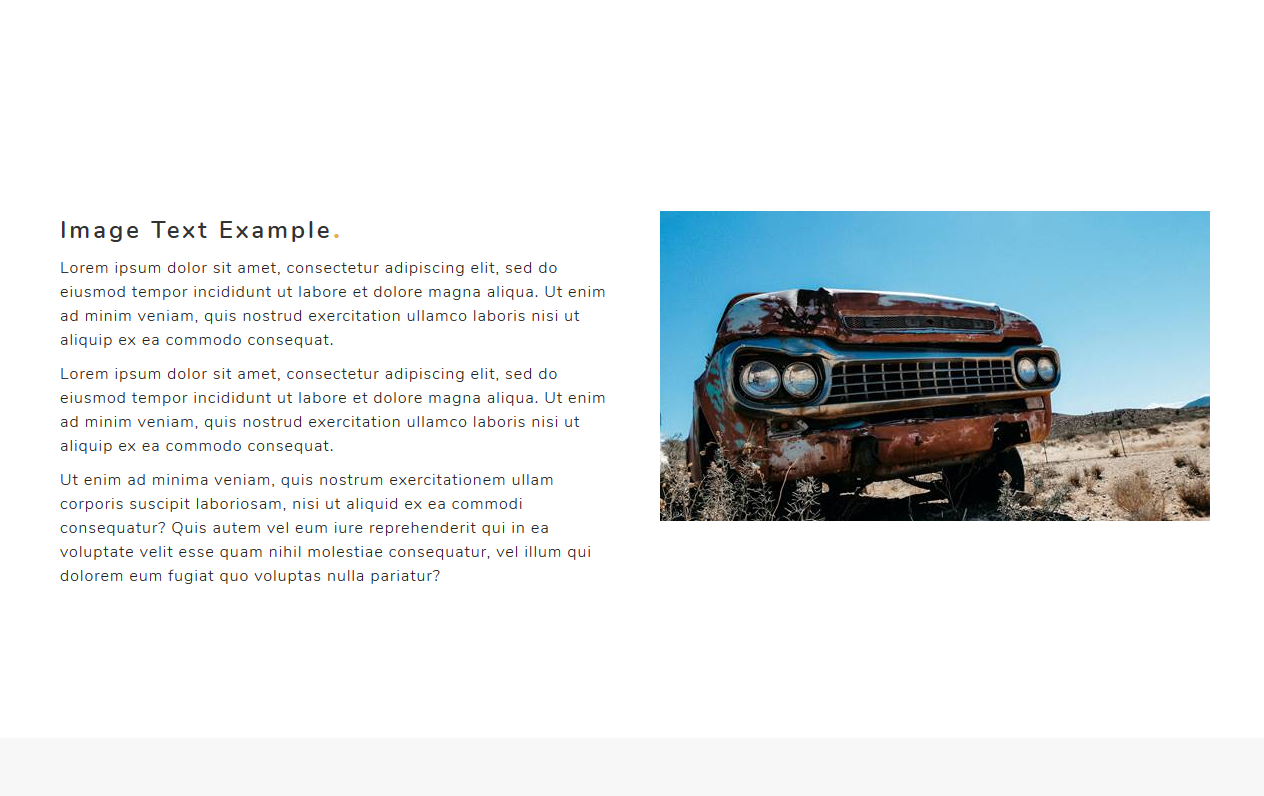 Image Text Example.
Lorem ipsum dolor sit amet, consectetur adipiscing elit, sed do
eiusmod tempor incididunt ut labore et dolore magna aliqua. Ut enim
ad minim veniam, quis nostrud exercitation ullamco laboris nisi ut
aliquip ex ea commodo consequat.
Lorem ipsum dolor sit amet, consectetur adipiscing elit, sed do
eiusmod tempor incididunt ut labore et dolore magna aliqua. Ut enim
ad minim veniam, quis nostrud exercitation ullamco laboris nisi ut
aliquip ex ea commodo consequat.
Ut enim ad minima veniam, quis nostrum exercitationem ullam
corporis suscipit laboriosam, nisi ut aliquid ex ea commodi
consequatur? Quis autem vel eum iure reprehenderit qui in ea
voluptate velit esse quam nihil molestiae consequatur, vel illum qui
dolorem eum fugiat quo voluptas nulla pariatur?